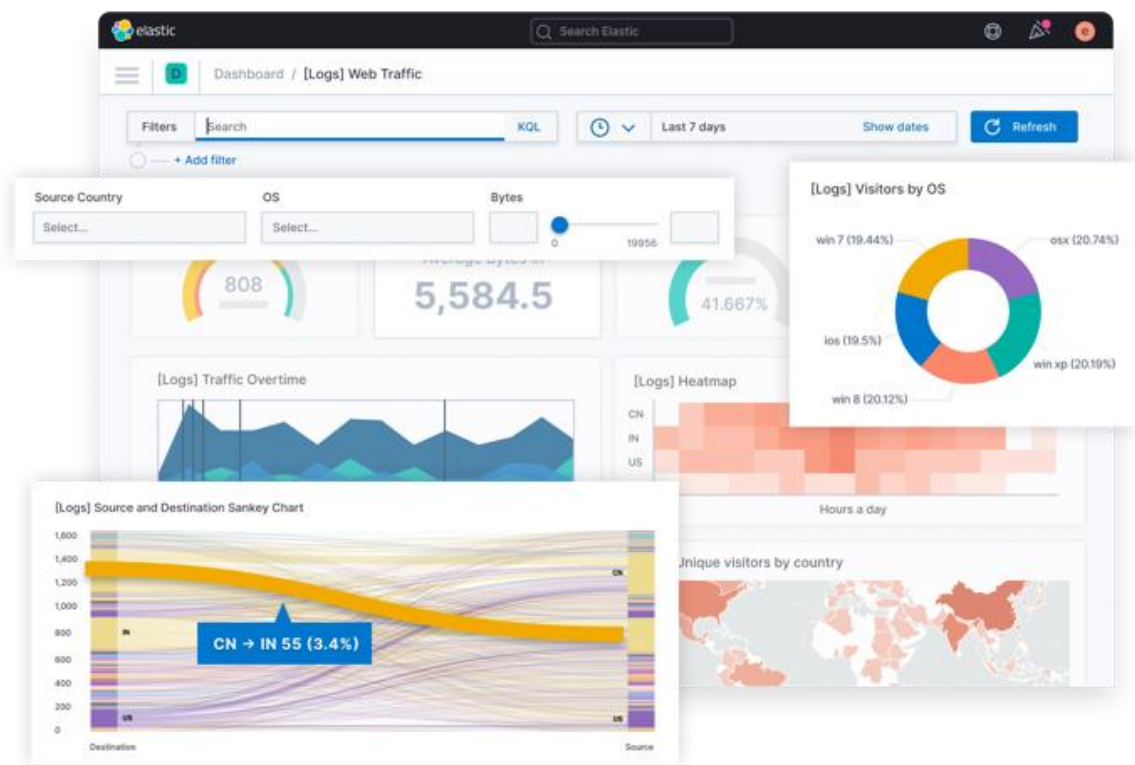 elastic
Search Elastic
e
D
Dashboard / [Logs] Web Traffic
Filters
Search
KQL
Last 7 days
Show dates
Refresh
+ Add filter
Source Country
OS
Bytes
Select...
Select...
0
19956
[Logs] Visitors by OS
win 7 (19.44%)
osx (20.74%)
ios (19.5%)
win xp (20.19%)
win 8 (20.12%)
808
Average Bytes In
5,584.5
41.667%
[Logs] Traffic Overtime
[Logs] Heatmap
CN
IN
US
Hours a day
[Logs] Source and Destination Sankey Chart
1,600
1,400
1,200
1,000
800
600
400
200
0
CN
IN
US
US
CN → IN 55 (3.4%)
Destination
Source
Unique visitors by country